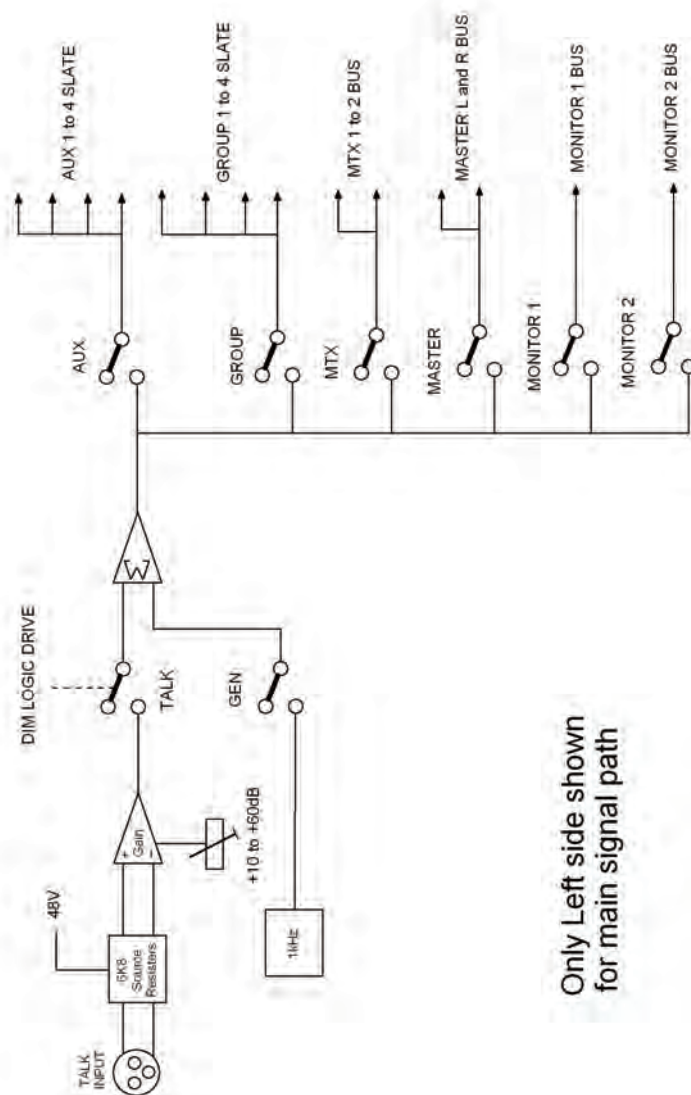 TALK
INPUT
6K8
Source
Resisters
48V
+
-
Gain
+10 to +60dB
1kHz
DIM LOGIC DRIVE
TALK
GEN
Σ
AUX
AUX 1 to 4 SLATE
GROUP
GROUP 1 to 4 SLATE
MTX
MTX 1 to 2 BUS
MASTER
MASTER L and R BUS
MONITOR 1
MONITOR 1 BUS
MONITOR 2
MONITOR 2 BUS
Only Left side shown
for main signal path